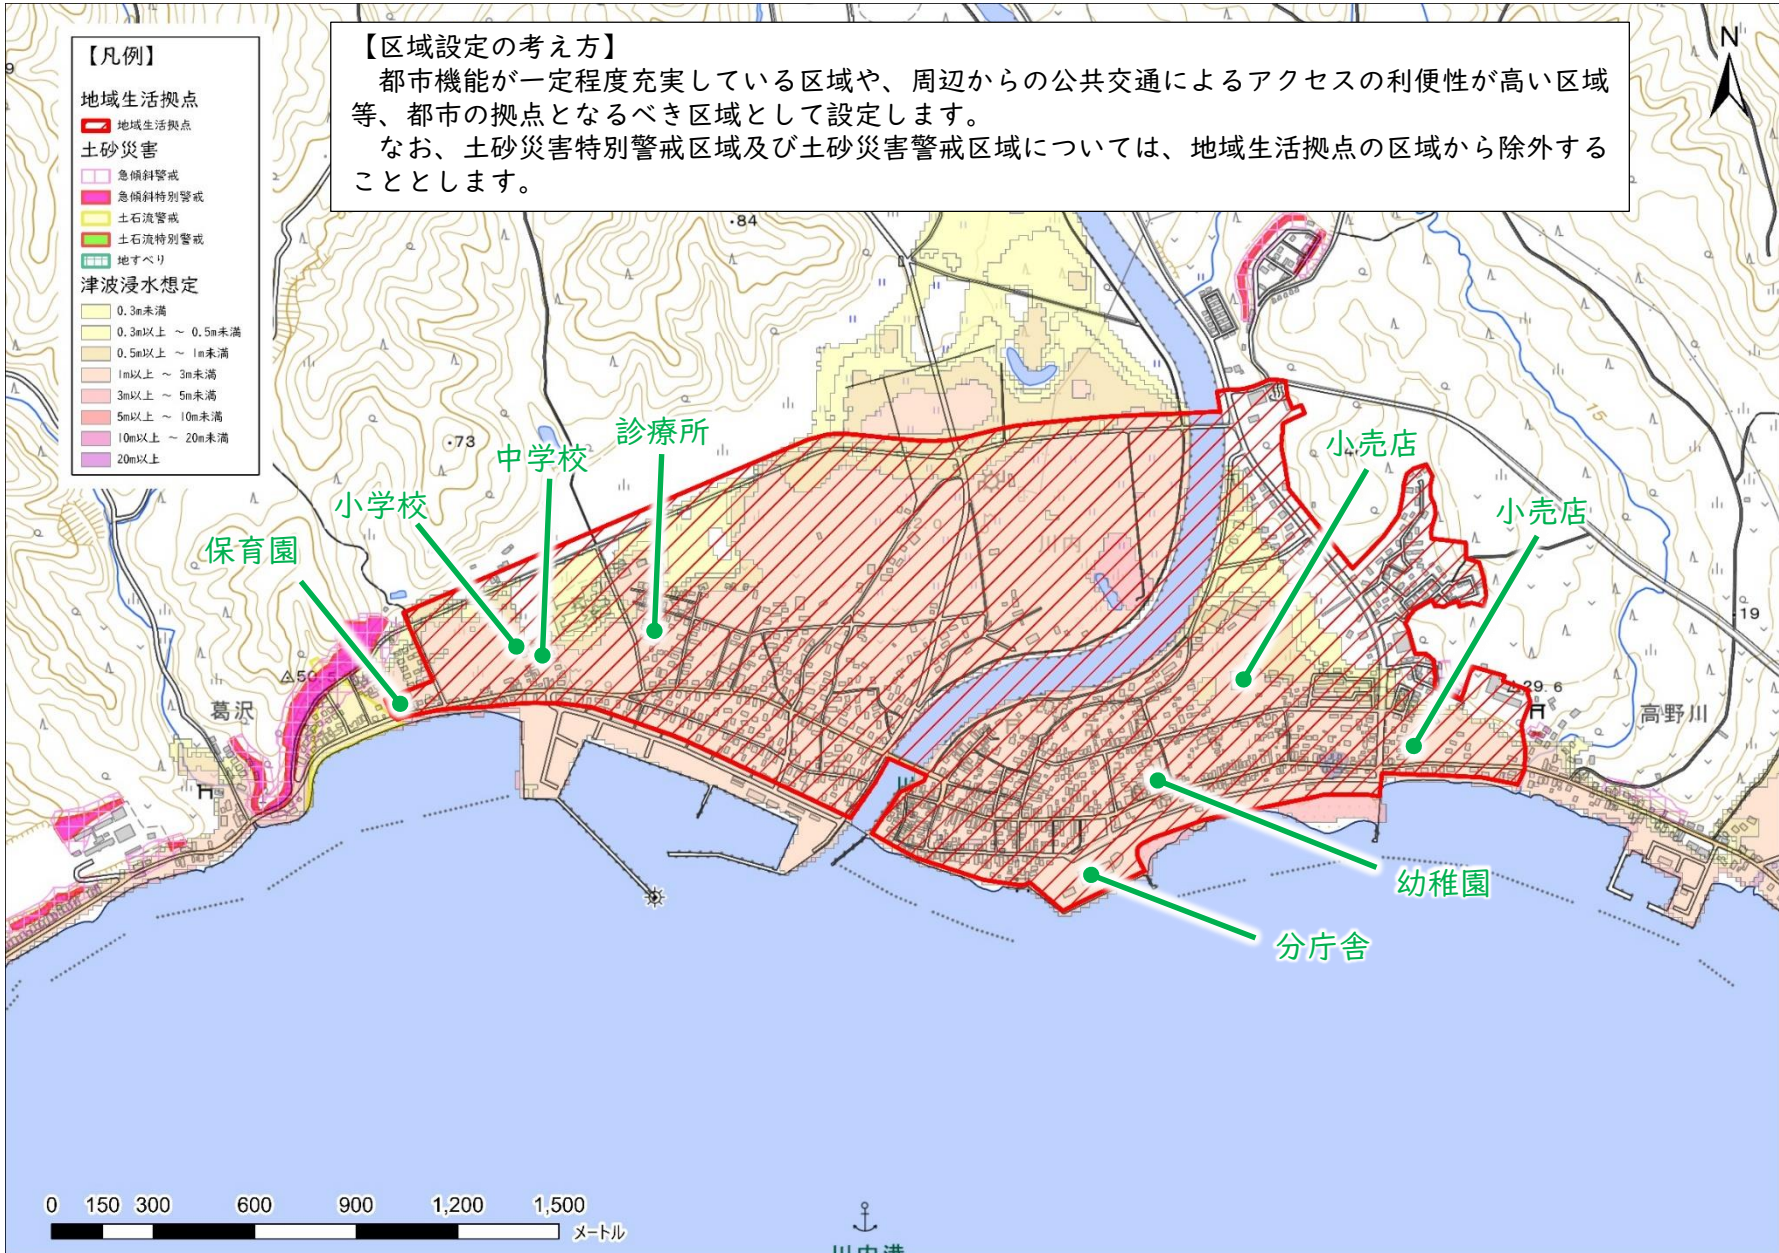 【区域設定の考え方】
都市機能が一定程度充実している区域や、周辺からの公共交通によるアクセスの利便性が高い区域
等、都市の拠点となるべき区域として設定します。
なお、土砂災害特別警戒区域及び土砂災害警戒区域については、地域生活拠点の区域から除外する
こととします。
【凡例】
地域生活拠点
地域生活拠点
土砂災害
急傾斜警戒
急傾斜特別警戒
土石流警戒
土石流特別警戒
地すべり
津波浸水想定
0.3m未満
0.3m以上 ～ 0.5m未満
0.5m以上 ～ 1m未満
1m以上 ～ 3m未満
3m以上 ～ 5m未満
5m以上 ～ 10m未満
10m以上 ～ 20m未満
20m以上
N
・84
・73
15
19
診療所
中学校
小学校
保育園
小売店
小売店
川内
葛沢
29.6
高野川
幼稚園
分庁舎
0 150 300 600 900 1,200 1,500
メートル
川内港